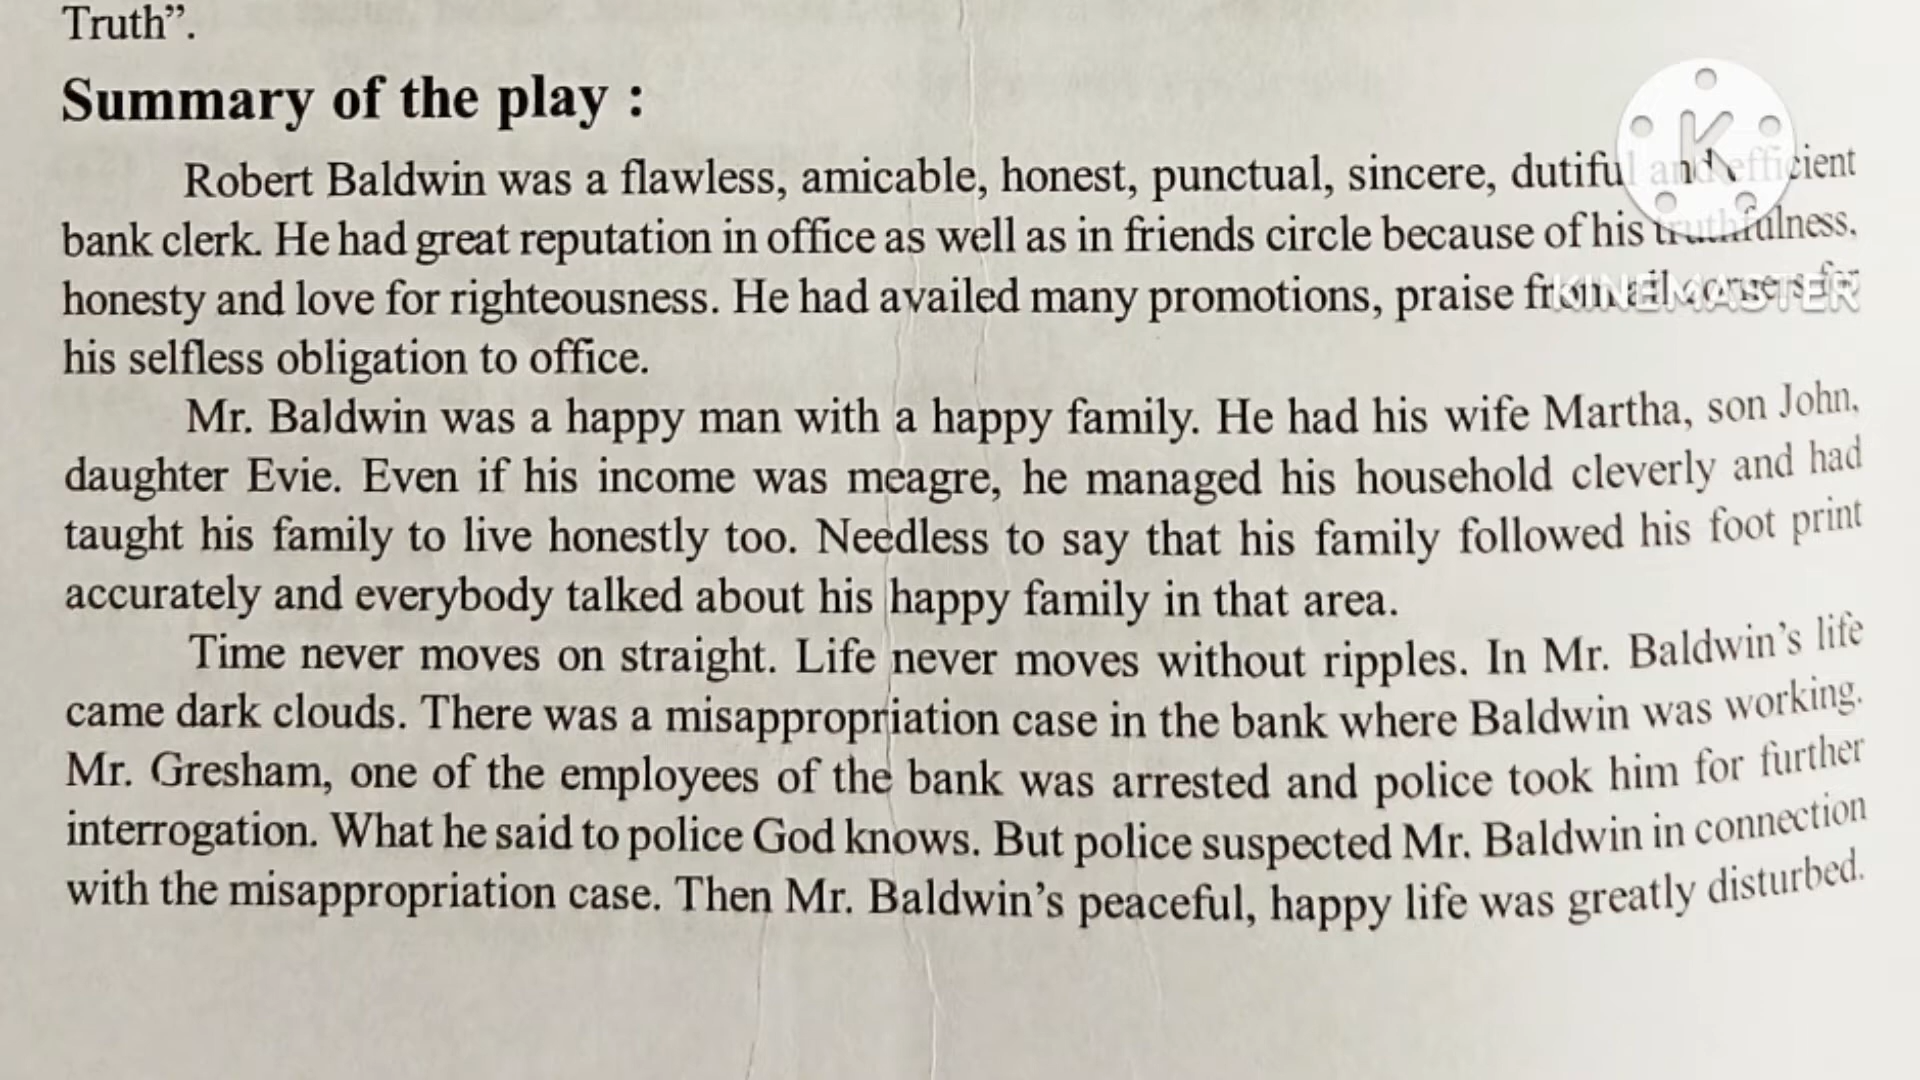 Truth”.
Summary of the play :
Robert Baldwin was a flawless, amicable, honest, punctual, sincere, dutiful and efficient
bank clerk. He had great reputation in office as well as in friends circle because of his truthfulness,
honesty and love for righteousness. He had availed many promotions, praise from all corners for
his selfless obligation to office.
Mr. Baldwin was a happy man with a happy family. He had his wife Martha, son John,
daughter Evie. Even if his income was meagre, he managed his household cleverly and had
taught his family to live honestly too. Needless to say that his family followed his foot print
accurately and everybody talked about his happy family in that area.
Time never moves on straight. Life never moves without ripples. In Mr. Baldwin’s life
came dark clouds. There was a misappropriation case in the bank where Baldwin was working.
Mr. Gresham, one of the employees of the bank was arrested and police took him for further
interrogation. What he said to police God knows. But police suspected Mr. Baldwin in connection
with the misappropriation case. Then Mr. Baldwin’s peaceful, happy life was greatly disturbed.
K
KINEMASTER